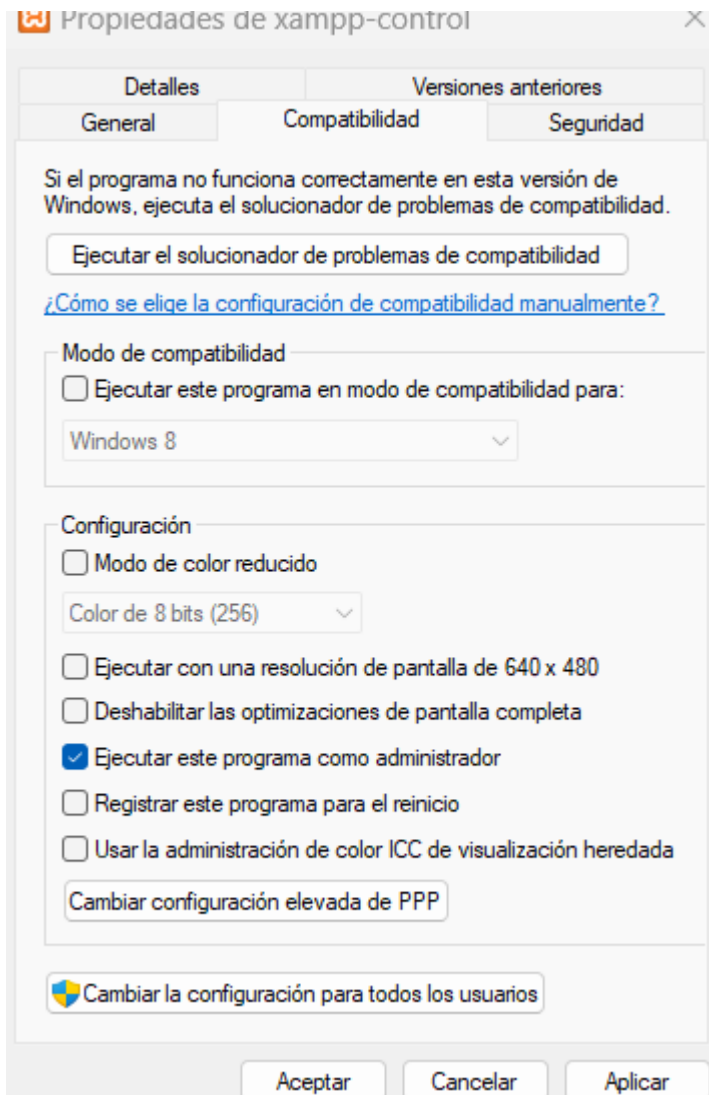 Propiedades de xampp-control
Detalles
Versiones anteriores
General
Compatibilidad
Seguridad
Si el programa no funciona correctamente en esta versión de
Windows, ejecuta el solucionador de problemas de compatibilidad.
Ejecutar el solucionador de problemas de compatibilidad
¿Cómo se elige la configuración de compatibilidad manualmente?
Modo de compatibilidad
Ejecutar este programa en modo de compatibilidad para:
Windows 8
Configuración
Modo de color reducido
Color de 8 bits (256)
Ejecutar con una resolución de pantalla de 640 x 480
Deshabilitar las optimizaciones de pantalla completa
Ejecutar este programa como administrador
Registrar este programa para el reinicio
Usar la administración de color ICC de visualización heredada
Cambiar configuración elevada de PPP
Cambiar la configuración para todos los usuarios
Aceptar
Cancelar
Aplicar